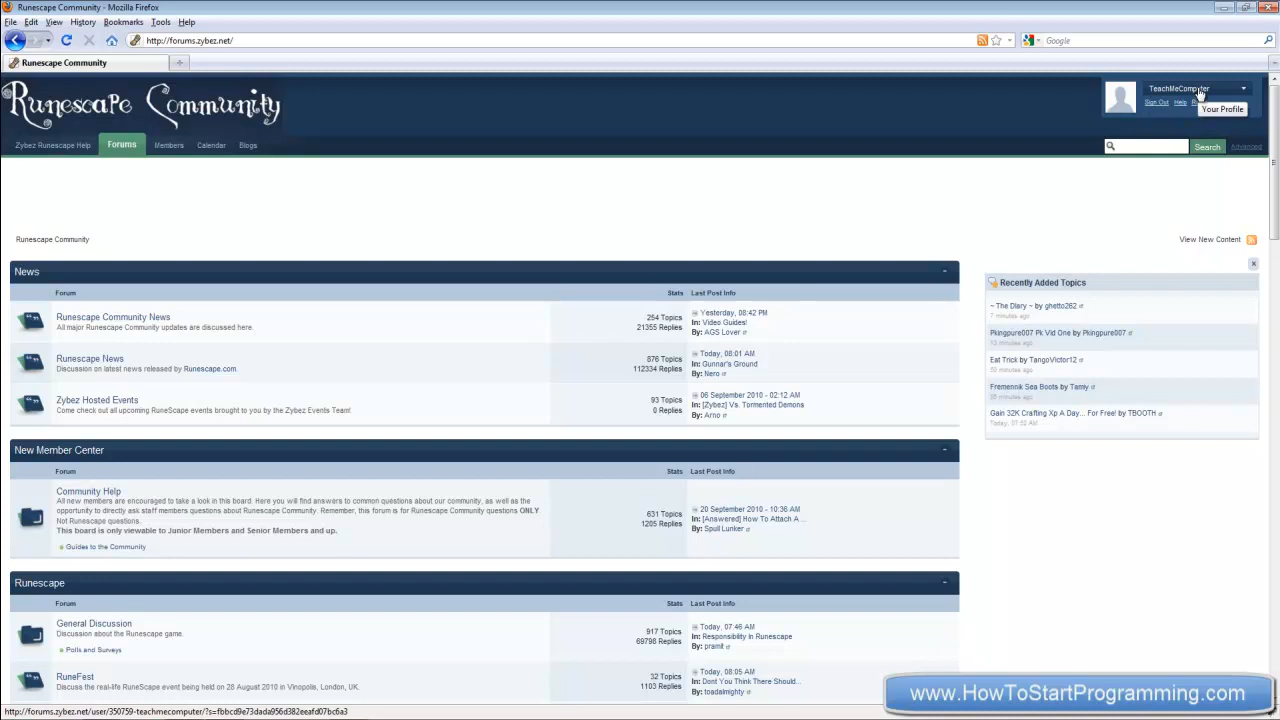 Runescape Community - Mozilla Firefox
File Edit View History Bookmarks Tools Help
http://forums.zybez.net/
Google
Runescape Community
Runescape Community
TeachMeComputer
Sign Out Help
Your Profile
Zybez Runescape Help Forums Members Calendar Blogs
Search Advanced
Runescape Community
View New Content
News
Forum Stats Last Post Info
Runescape Community News
All major Runescape Community updates are discussed here.
254 Topics
21355 Replies
Yesterday, 08:42 PM
In: Video Guides!
By: AGS Lover
Runescape News
Discussion on latest news released by Runescape.com.
876 Topics
112334 Replies
Today, 08:01 AM
In: Gunnar's Ground
By: Nero
Zybez Hosted Events
Come check out all upcoming RuneScape events brought to you by the Zybez Events Team!
93 Topics
0 Replies
06 September 2010 - 02:12 AM
In: [Zybez] Vs. Tormented Demons
By: Arno
New Member Center
Forum Stats Last Post Info
Community Help
All new members are encouraged to take a look in this board. Here you will find answers to common questions about our community, as well as the
opportunity to directly ask staff members questions about Runescape Community. Remember, this forum is for Runescape Community questions ONLY
Not Runescape questions.
This board is only viewable to Junior Members and Senior Members and up.
Guides to the Community
631 Topics
1205 Replies
20 September 2010 - 10:36 AM
In: [Answered] How To Attach A ...
By: Spull Lunker
Runescape
Forum Stats Last Post Info
General Discussion
Discussion about the Runescape game.
Polls and Surveys
917 Topics
69798 Replies
Today, 07:46 AM
In: Responsibility In Runescape
By: pramit
RuneFest
Discuss the real-life RuneScape event being held on 28 August 2010 in Vinopolis, London, UK.
32 Topics
1103 Replies
Today, 08:05 AM
In: Dont You Think There Should...
By: toadalmighty
Recently Added Topics
~ The Diary ~ by ghetto262
7 minutes ago
Pkingpure007 Pk Vid One by Pkingpure007
13 minutes ago
Eat Trick by TangoVictor12
Fremennik Sea Boots by Tamiy
Gain 32K Crafting Xp A Day... For Free! by TBOOTH
Today, 07:52 AM
www.HowToStartProgramming.com
http://forums.zybez.net/user/350759-teachmecomputer/?s=fbbcd9e73dada956d382eeafd07bc6a3